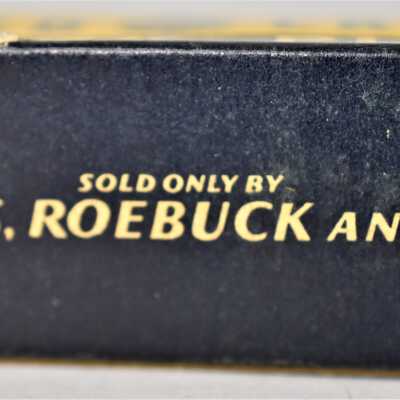 SOLD ONLY BY
S, ROEBUCK AN